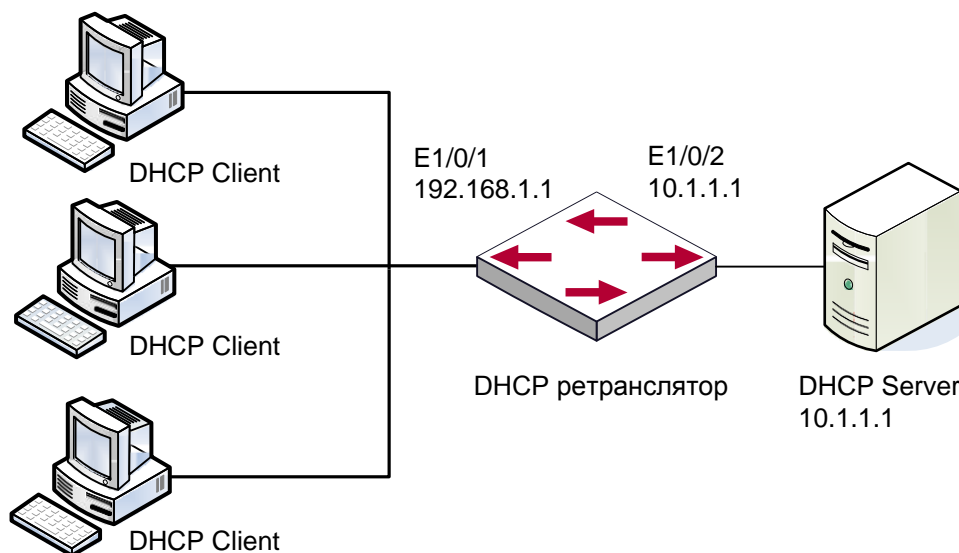 DHCP Client
E1/0/1
192.168.1.1
E1/0/2
10.1.1.1
DHCP Client
DHCP ретранслятор
DHCP Server
10.1.1.1
DHCP Client